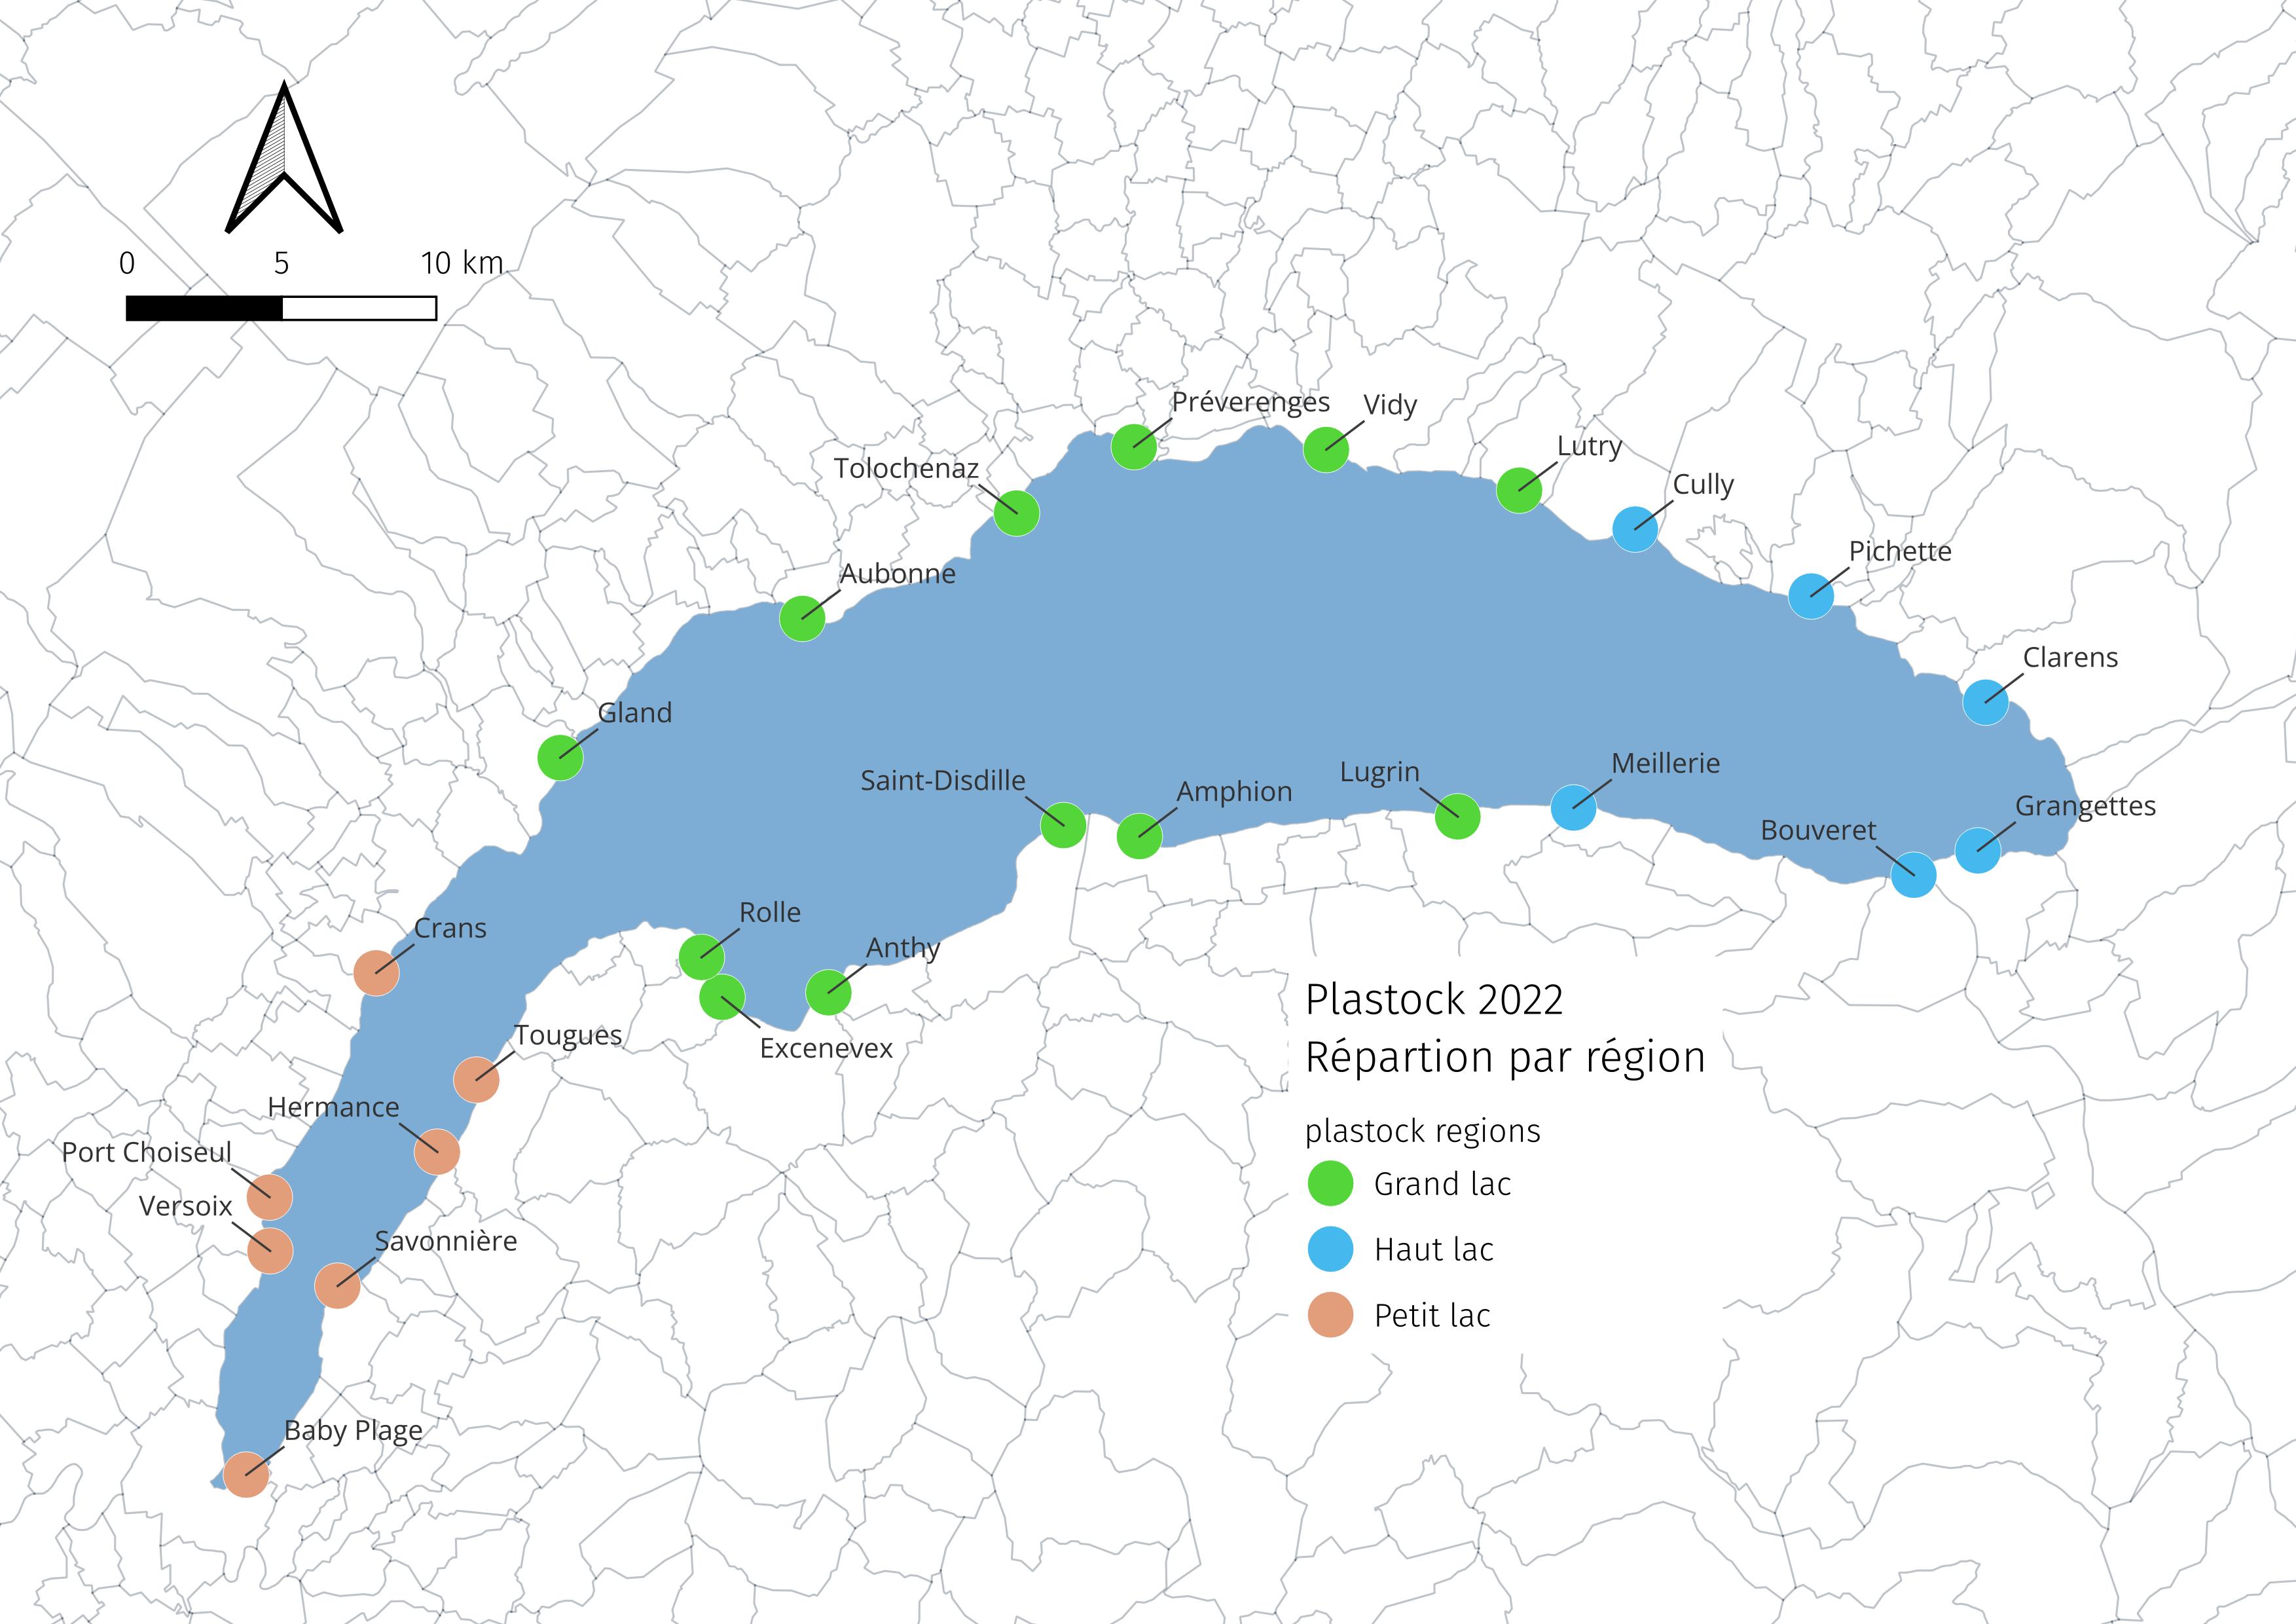 0 5 10 km
Préverenges
Vidy
Lutry
Tolochenaz
Cully
Pichette
Aubonne
Clarens
Gland
Meillerie
Lugrin
Saint-Disdille
Amphion
Grangettes
Bouveret
Rolle
Crans
Anthy
Plastock 2022
Répartion par région
Tougues
Excenevex
Hermance
plastock regions
Port Choiseul
Grand lac
Versoix
Savonnière
Haut lac
Petit lac
Baby Plage